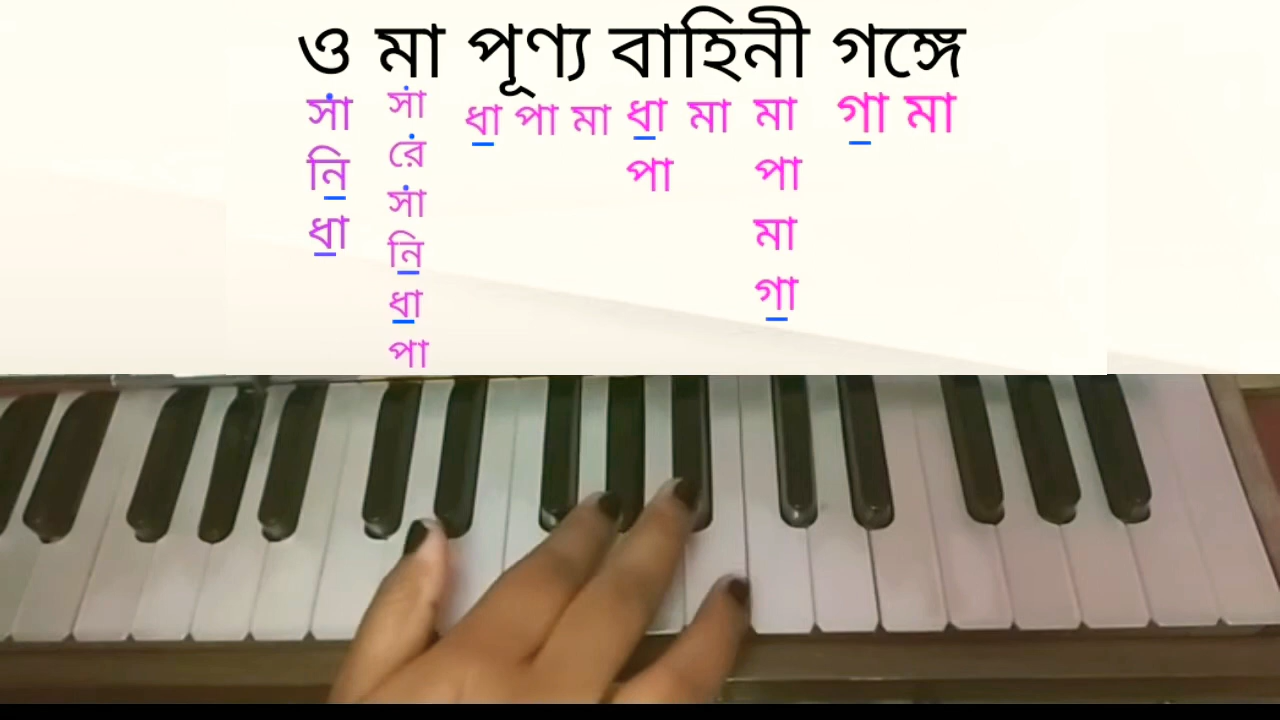 ও মা পূণ্য বাহিনী গঙ্গে
সা সা ধা পা মা ধা মা মা গা মা
নি রে পা পা
ধা সা মা
নি গা
ধা
পা